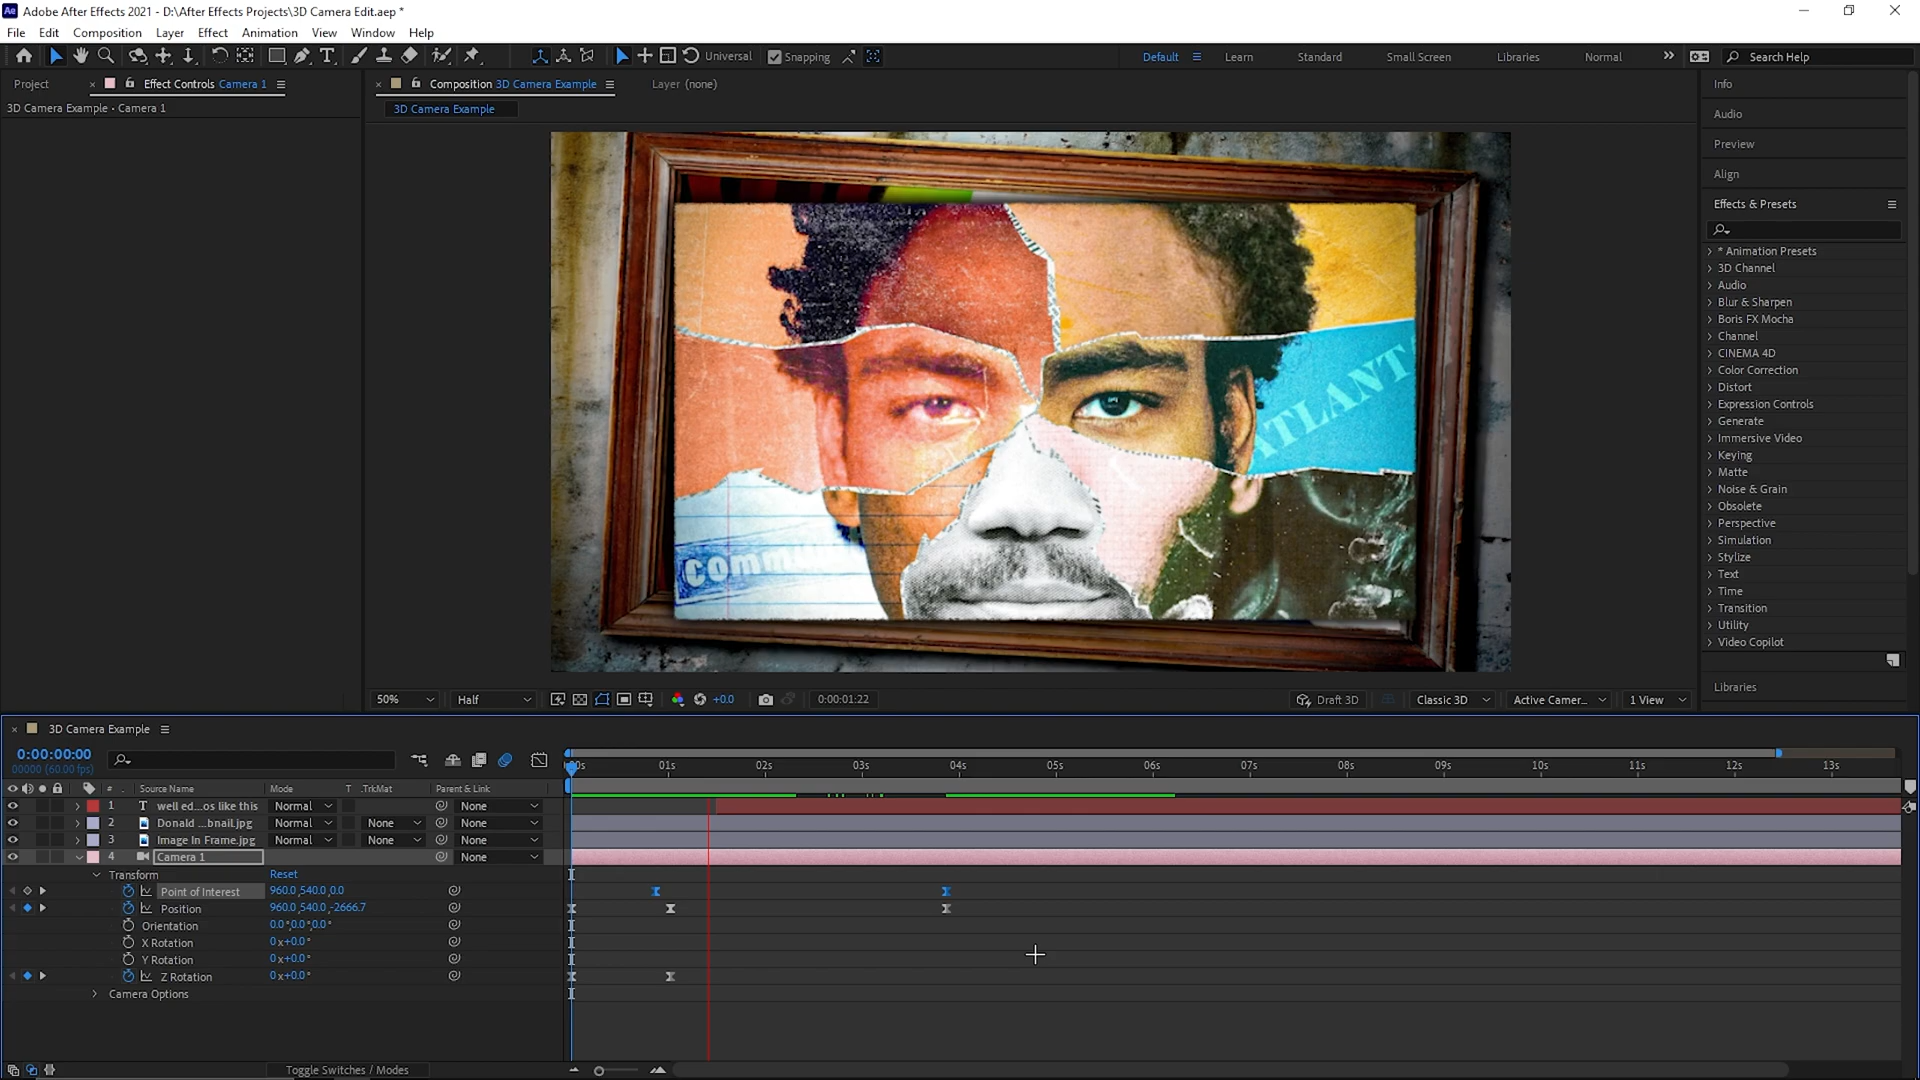 Adobe After Effects 2021 - D:\After Effects Projects\3D Camera Edit.aep *
File Edit Composition Layer Effect Animation View Window Help
Universal Snapping Default Learn Standard Small Screen Libraries Normal Search Help
Project Effect Controls Camera 1 Composition 3D Camera Example Layer (none) Info
3D Camera Example • Camera 1 3D Camera Example
Audio
Preview
Align
Effects & Presets
* Animation Presets
3D Channel
Audio
Blur & Sharpen
Boris FX Mocha
Channel
CINEMA 4D
Color Correction
Distort
Expression Controls
Generate
Immersive Video
Keying
Matte
Noise & Grain
Obsolete
Perspective
Simulation
Stylize
Text
Time
Transition
Utility
Video Copilot
Libraries
ATLANT
Comm
50% Half +0.0 0:00:01:22 Draft 3D Classic 3D Active Camer... 1 View
3D Camera Example
0:00:00:00
00000 (60.00 fps)
:00s 01s 02s 03s 04s 05s 06s 07s 08s 09s 10s 11s 12s 13s
# Source Name Mode T .TrkMat Parent & Link
1 T well ed...os like this Normal None
2 Donald ...bnail.jpg Normal None None
3 Image In Frame.jpg Normal None None
4 Camera 1 None
Transform Reset
Point of Interest 960.0,540.0,0.0
Position 960.0,540.0,-2666.7
Orientation 0.0°,0.0°,0.0°
X Rotation 0x+0.0°
Y Rotation 0x+0.0°
Z Rotation 0x+0.0°
Camera Options
Toggle Switches / Modes